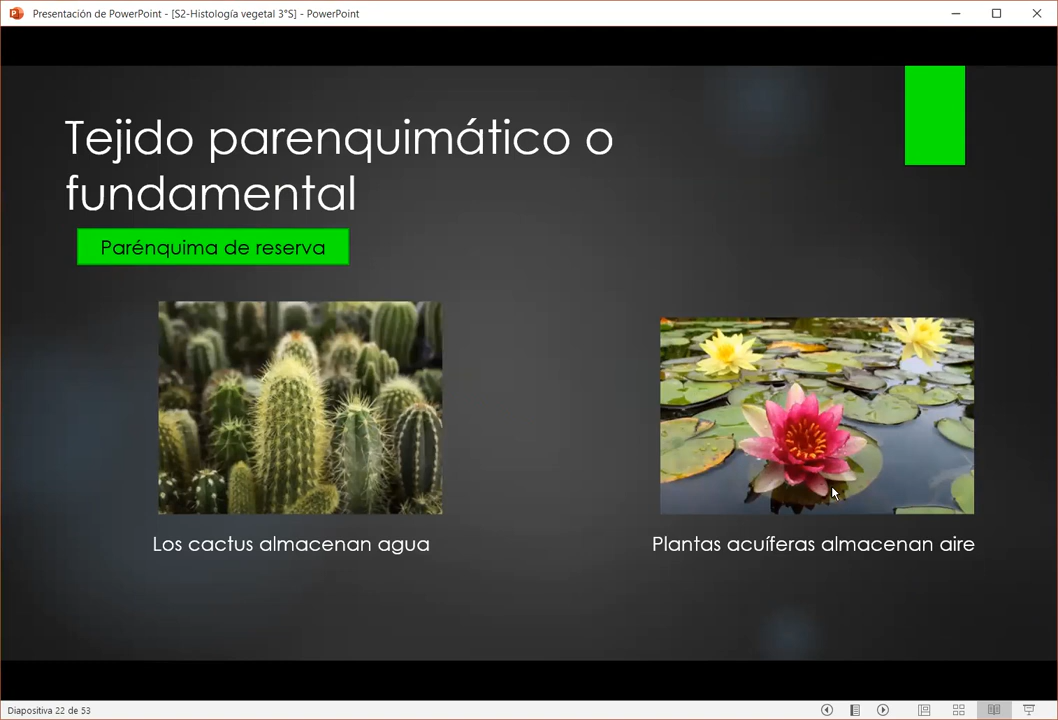 Presentación de PowerPoint - [S2-Histología vegetal 3°S] - PowerPoint
Tejido parenquimático o
fundamental
Parénquima de reserva
Los cactus almacenan agua
Plantas acuíferas almacenan aire
Diapositiva 22 de 53